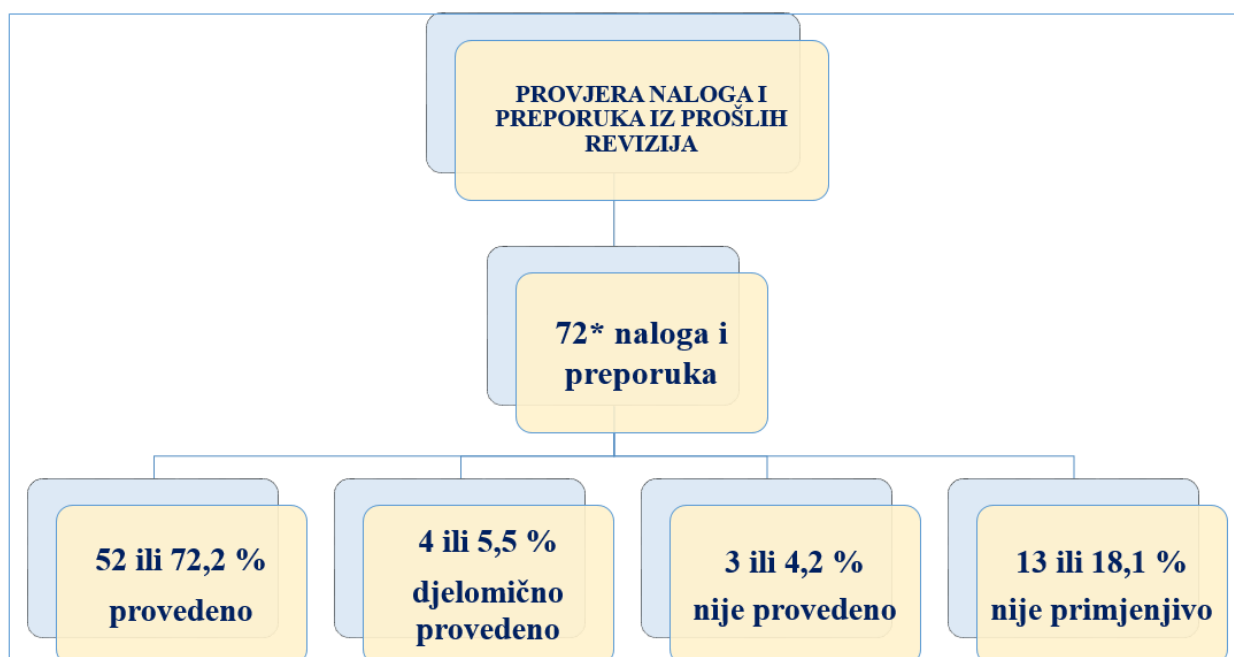 PROVJERA NALOGA I
PREPORUKA IZ PROŠLIH
REVIZIJA
72* naloga i
preporuka
52 ili 72,2 %
provedeno
4 ili 5,5 %
djelomično
provedeno
3 ili 4,2 %
nije provedeno
13 ili 18,1 %
nije primjenjivo